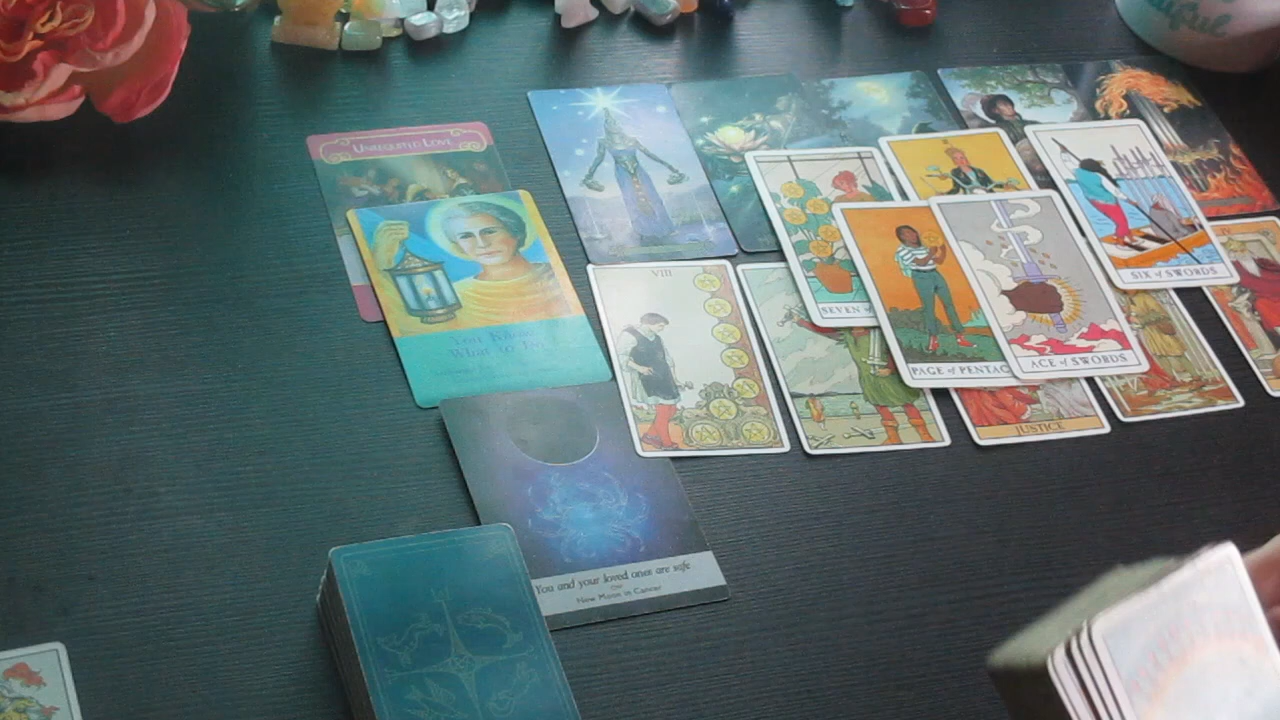 UNREQUITED LOVE
You Know
What to Do
VIII
SEVEN of
PAGE of PENTAC
ACE of SWORDS
SIX of SWORDS
JUSTICE
IV
You and your loved ones are safe
New Moon in Cancer